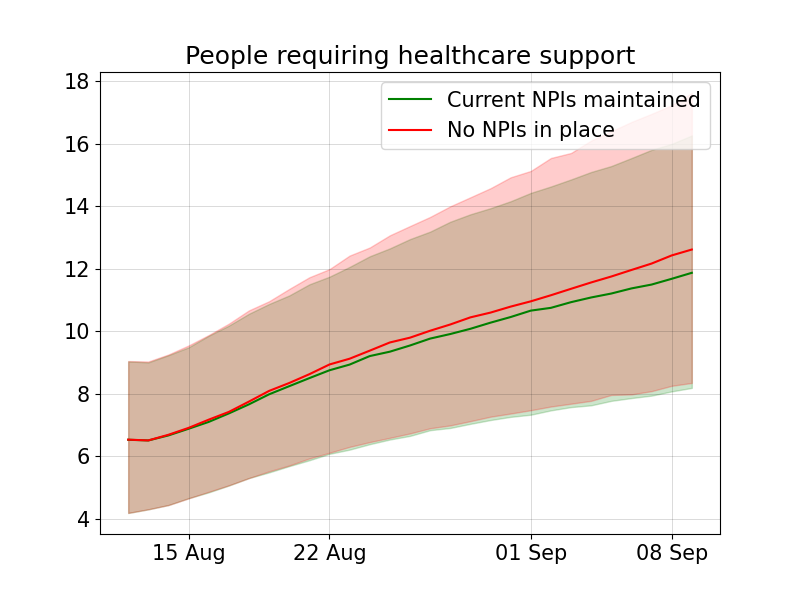 People requiring healthcare support
18
16
14
12
10
8
6
4
Current NPIs maintained
No NPIs in place
15 Aug
22 Aug
01 Sep
08 Sep